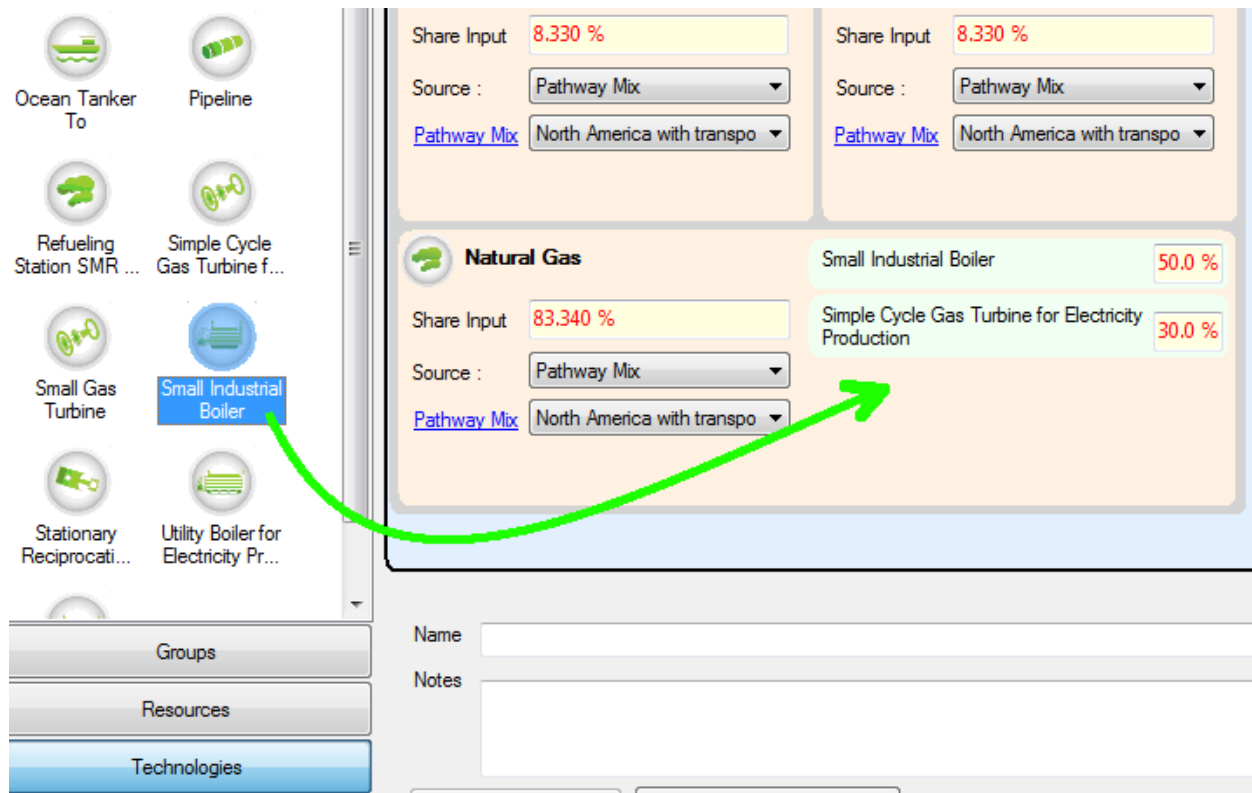 Ocean Tanker
To
Pipeline
Refueling
Station SMR ...
Simple Cycle
Gas Turbine f...
Small Gas
Turbine
Small Industrial
Boiler
Stationary
Reciprocati...
Utility Boiler for
Electricity Pr...
Groups
Resources
Technologies
Share Input 8.330 %
Source : Pathway Mix
Pathway Mix North America with transpo
Share Input 8.330 %
Source : Pathway Mix
Pathway Mix North America with transpo
Natural Gas
Share Input 83.340 %
Source : Pathway Mix
Pathway Mix North America with transpo
Small Industrial Boiler 50.0 %
Simple Cycle Gas Turbine for Electricity
Production 30.0 %
Name
Notes